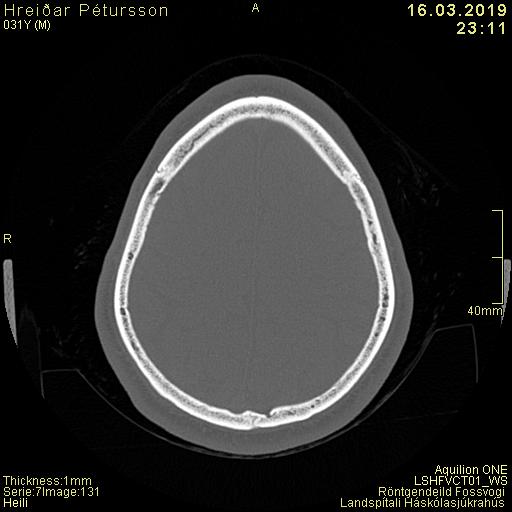 Hreiðar Pétursson
031Y (M)
A
16.03.2019
23:11
R
40mm
Thickness:1mm
Serie:7Image:131
Heili
Aquilion ONE
LSHFVCT01_WS
Röntgendeild Fossvogi
Landspítali Háskólasjúkrahús